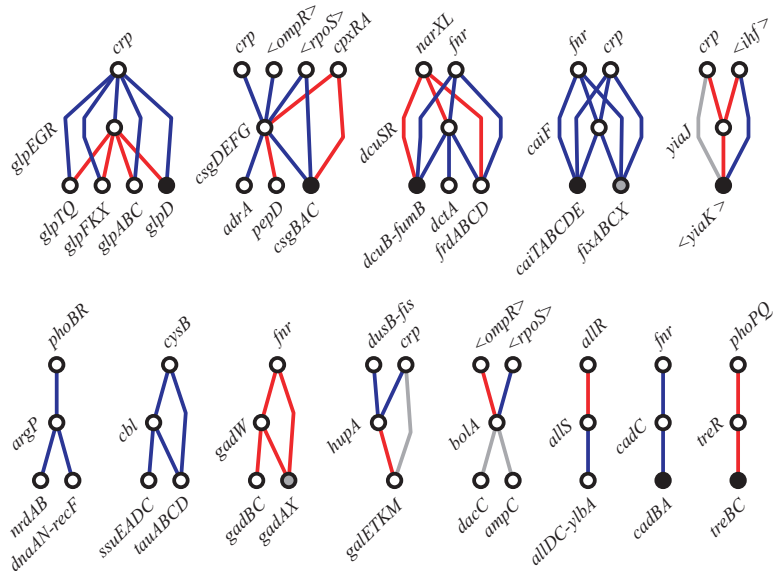 crp
glpEGR
glpTQ
glpFKX
glpABC
glpD
crp
<ompR>
<rpoS>
cpxRA
csgDEFG
adrA
pepD
csgBAC
narXL
fnr
dcuSR
dcuB-fumB
dctA
frdABCD
fnr
crp
caiF
caiTABCDE
fixABCX
crp
<ihf>
yiaJ
<yiaK>
phoBR
argP
nrdAB
dnaAN-recF
cysB
cbl
ssuEADC
tauABCD
fnr
gadW
gadBC
gadAX
dusB-fis
crp
hupA
galETKM
<ompR>
<rpoS>
bolA
dacC
ampC
allR
allS
allDC-ylbA
fnr
cadC
cadBA
phoPQ
treR
treBC